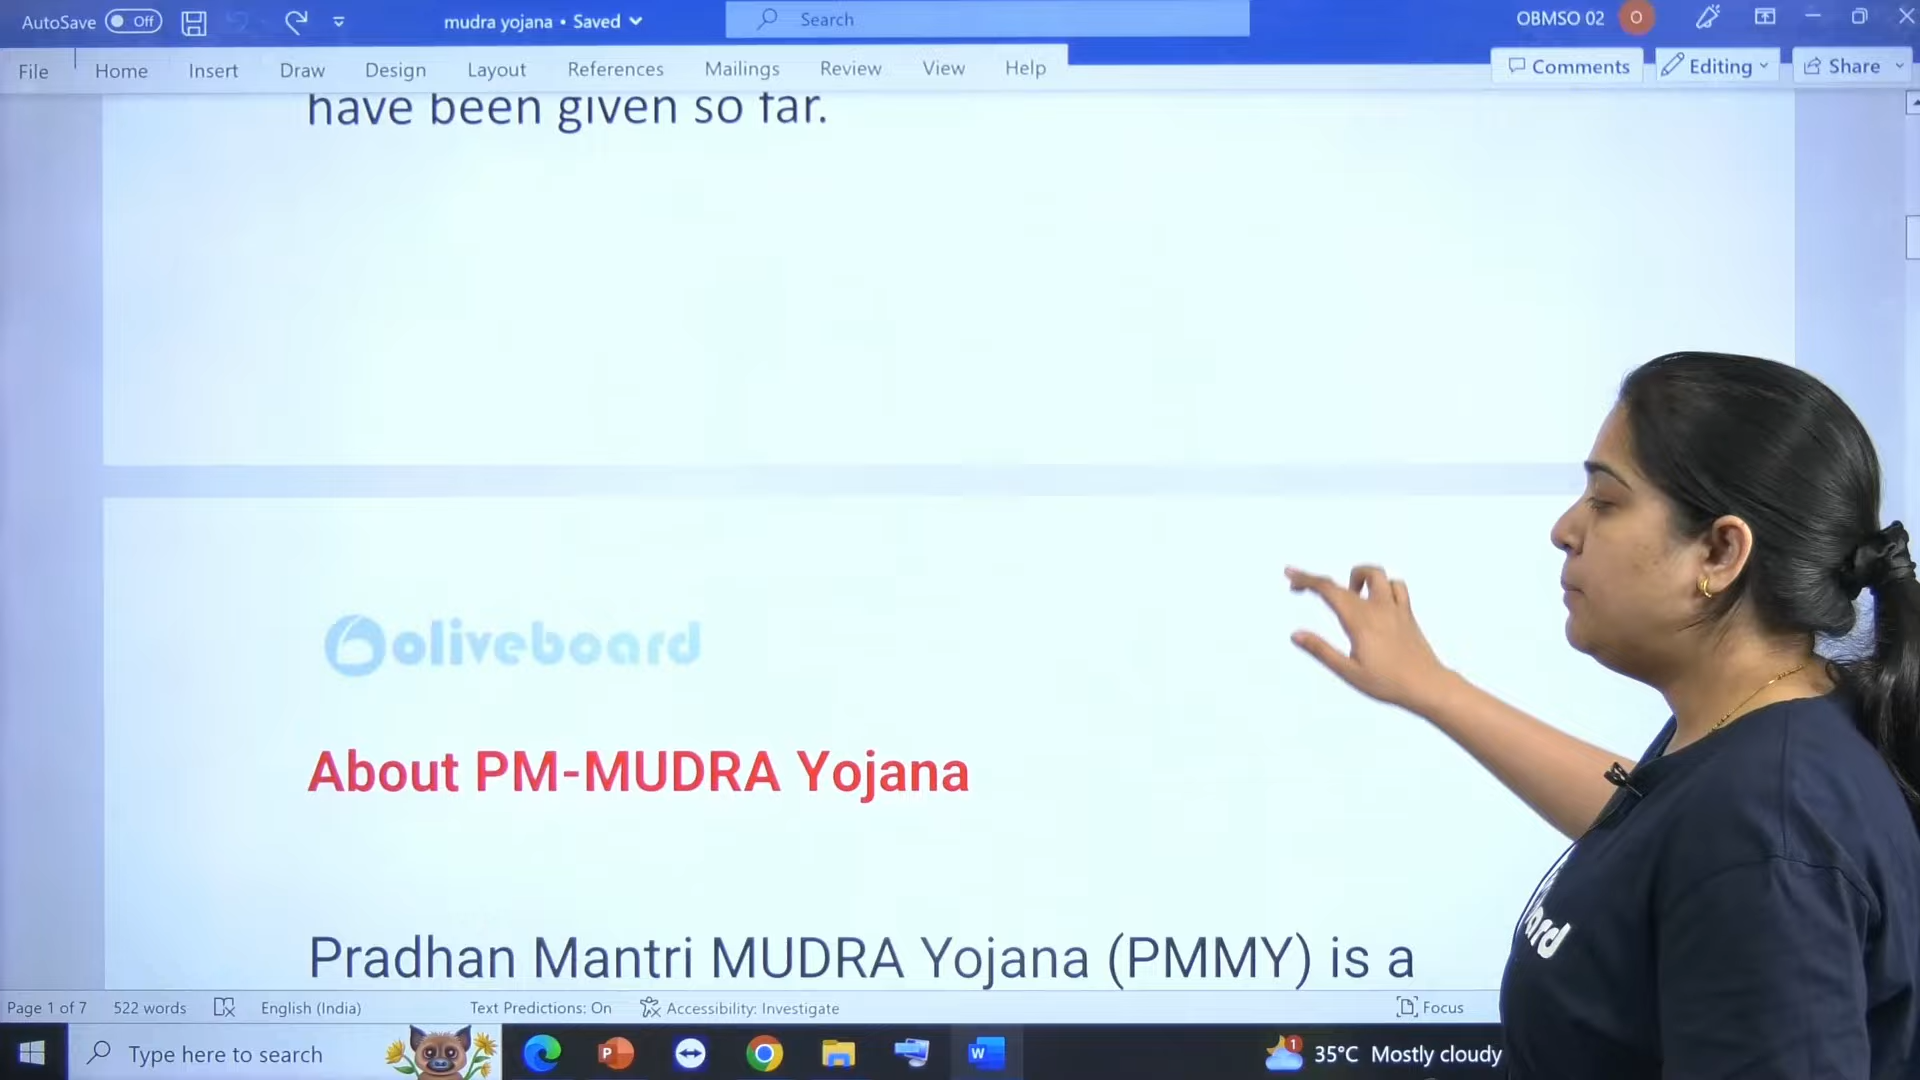 AutoSave Off mudra yojana • Saved Search OBMSO 02 O
File Home Insert Draw Design Layout References Mailings Review View Help Comments Editing Share
have been given so far.
oliveboard
About PM-MUDRA Yojana
Pradhan Mantri MUDRA Yojana (PMMY) is a
ard
Page 1 of 7 522 words English (India) Text Predictions: On Accessibility: Investigate Focus
Type here to search P W 1 35°C Mostly cloudy